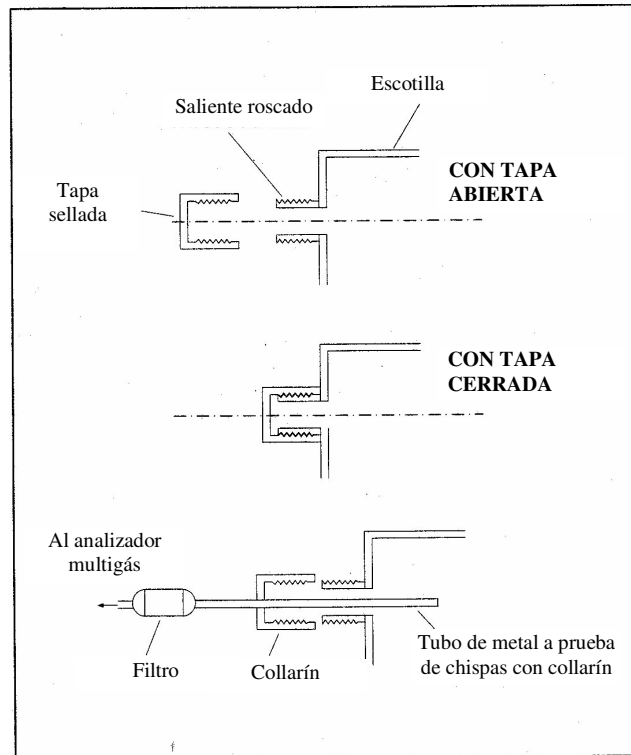 Escotilla
Saliente roscado
CON TAPA
ABIERTA
Tapa
sellada
CON TAPA
CERRADA
Al analizador
multigás
Filtro
Collarín
Tubo de metal a prueba
de chispas con collarín